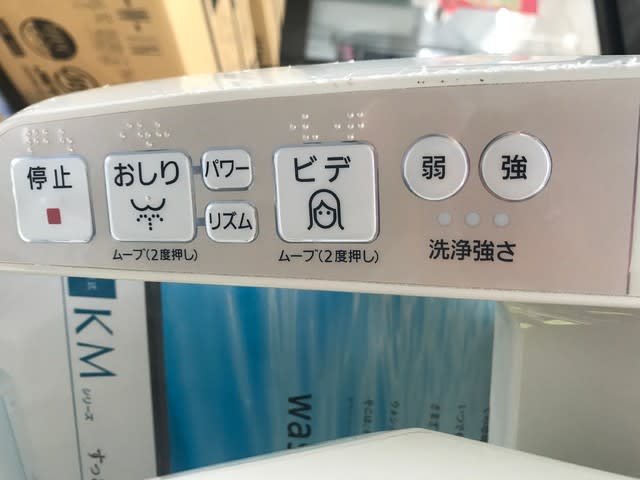 停止
おしり
パワー
リズム
ムーブ(2度押し)
ビデ
ムーブ(2度押し)
弱
強
洗浄強さ
KM
シリーズ